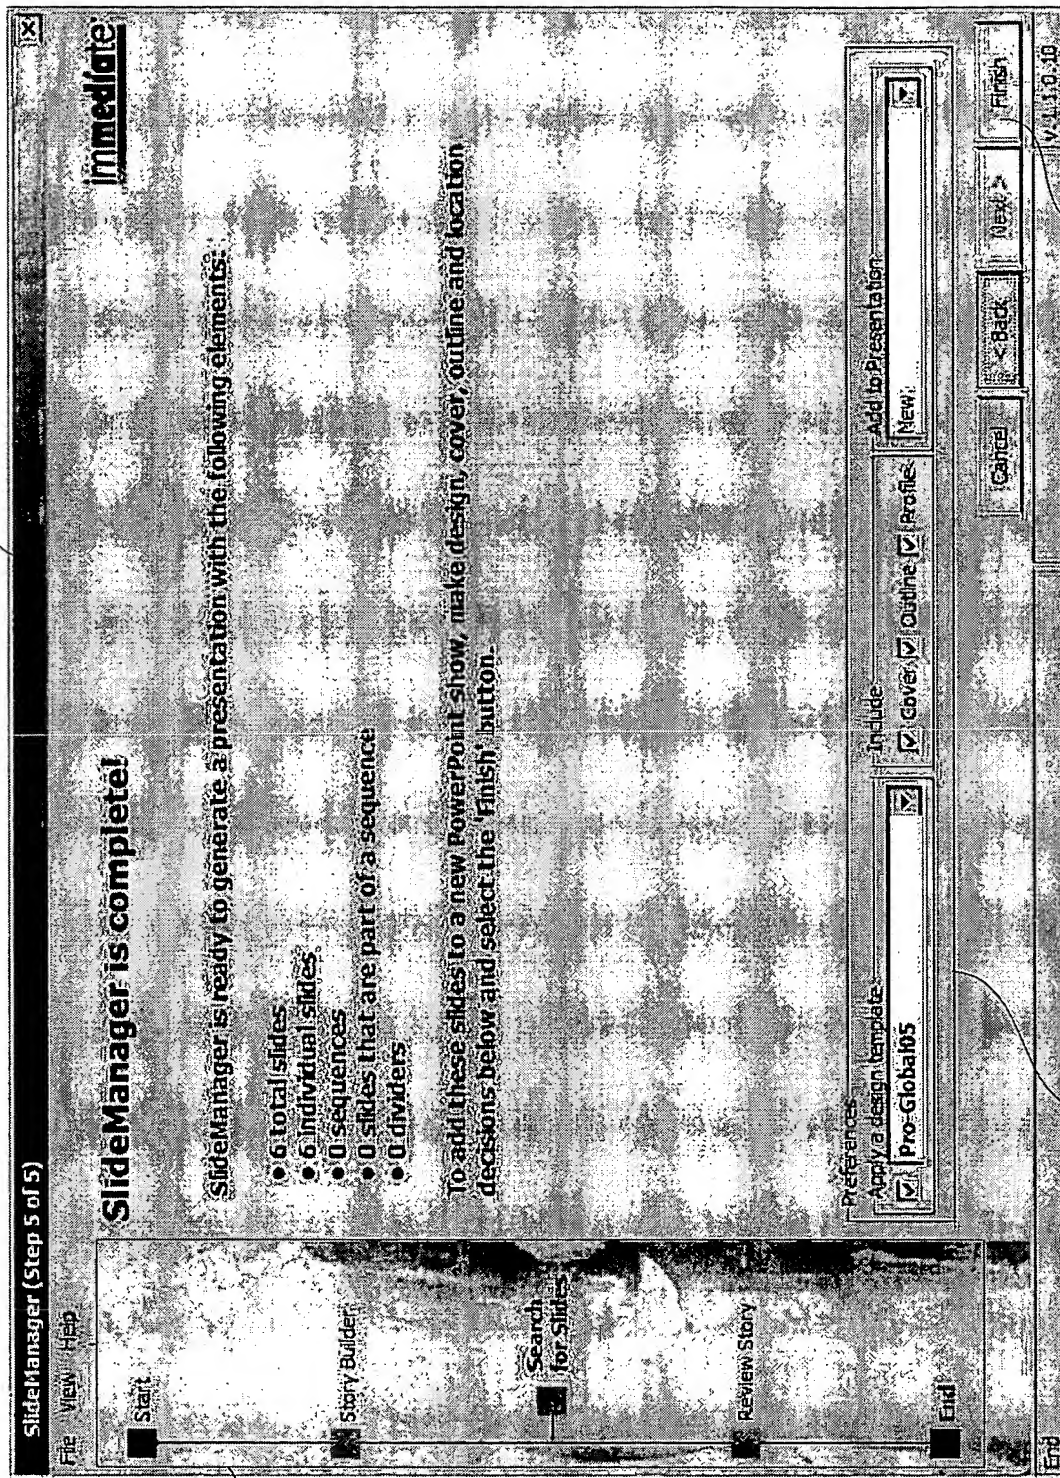 SlideManager (Step 5 of 5)
File View Help
immediate
Start
Story Builder
Search
for Slides
Review Story
End
SlideManager is complete!
SlideManager is ready to generate a presentation with the following elements:
• 6 total slides
• 6 individual slides
• 0 sequences
• 0 slides that are part of a sequence
• 0 dividers
To add these slides to a new PowerPoint show, make design, cover, outline and location
decisions below and select the 'Finish' button.
Preferences
Apply a design template
Pro-Global05
Include
Cover Outline Profile
Add to Presentation
New
Cancel < Back Next > Finish
End